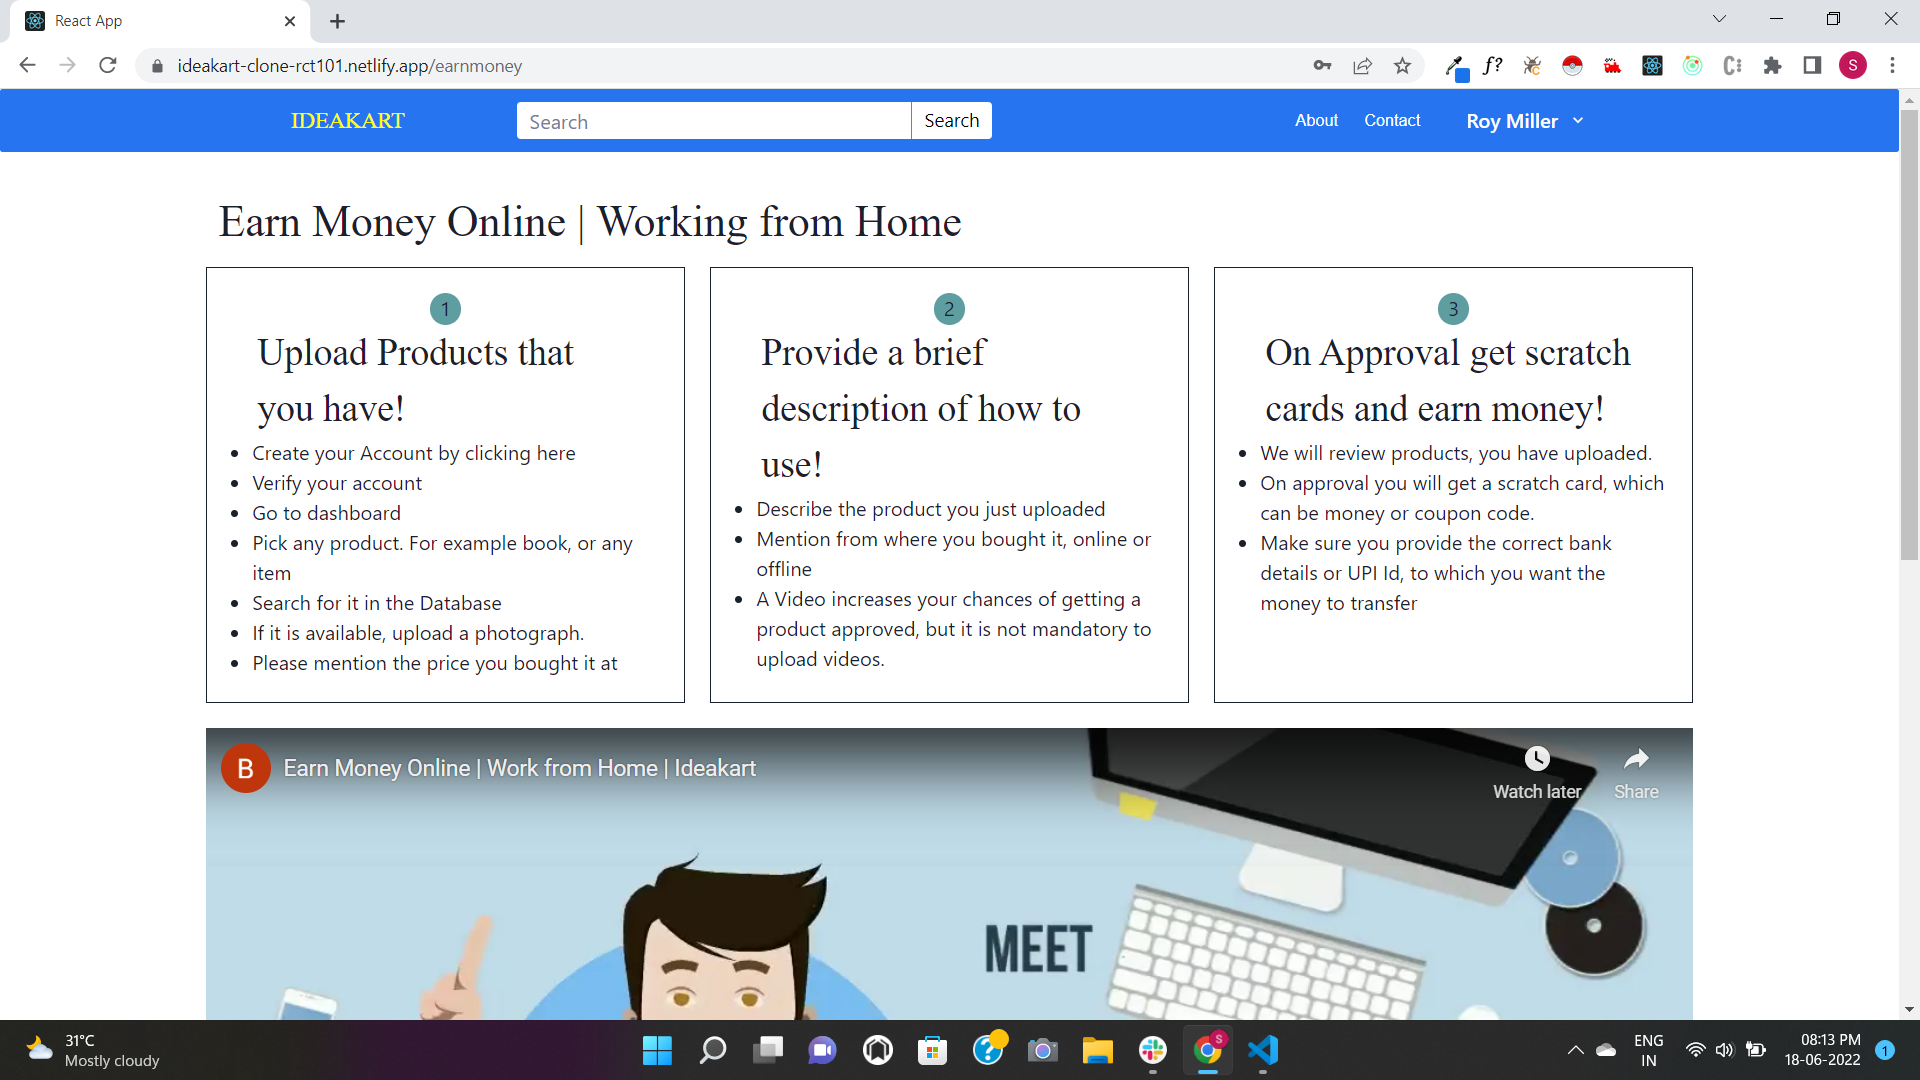 React App
ideakart-clone-rct101.netlify.app/earnmoney
f?
S
IDEAKART
Search
Search
About
Contact
Roy Miller
Earn Money Online | Working from Home
1
Upload Products that
you have!
Create your Account by clicking here
Verify your account
Go to dashboard
Pick any product. For example book, or any
item
Search for it in the Database
If it is available, upload a photograph.
Please mention the price you bought it at
2
Provide a brief
description of how to
use!
Describe the product you just uploaded
Mention from where you bought it, online or
offline
A Video increases your chances of getting a
product approved, but it is not mandatory to
upload videos.
3
On Approval get scratch
cards and earn money!
We will review products, you have uploaded.
On approval you will get a scratch card, which
can be money or coupon code.
Make sure you provide the correct bank
details or UPI Id, to which you want the
money to transfer
B
Earn Money Online | Work from Home | Ideakart
Watch later
Share
MEET
31°C
Mostly cloudy
S
ENG
IN
08:13 PM
18-06-2022
1